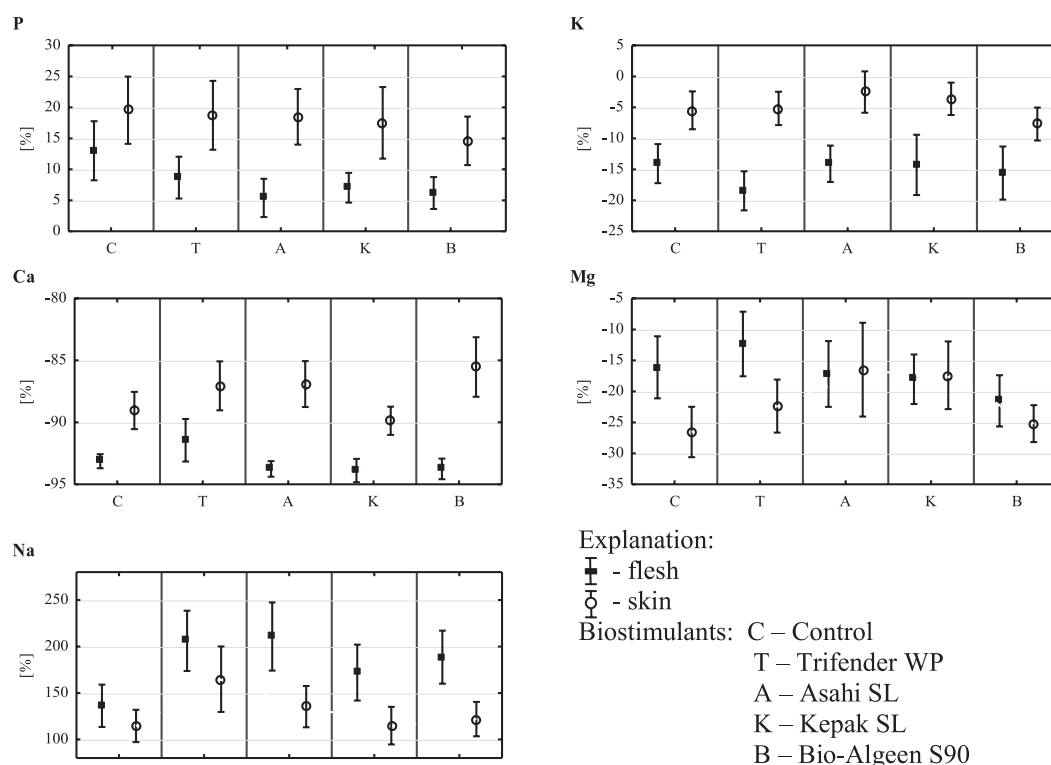 P
30
25
20
15
10
5
0
[%]
C T A K B
K
5
0
-5
-10
-15
-20
-25
[%]
C T A K B
Ca
-80
-85
-90
-95
[%]
C T A K B
Mg
-5
-10
-15
-20
-25
-30
-35
[%]
C T A K B
Na
250
200
150
100
[%]
Explanation:
- flesh
- skin
Biostimulants: C – Control
T – Trifender WP
A – Asahi SL
K – Kepak SL
B – Bio-Algeen S90